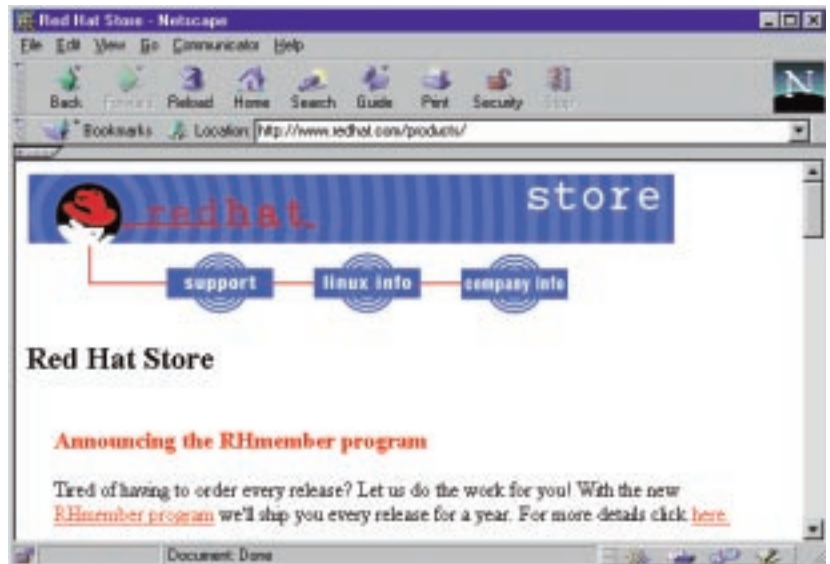 Red Hat Store - Netscape
File Edit View Go Communicator Help
Back Forward Reload Home Search Guide Print Security Stop
Bookmarks Location: http://www.redhat.com/products/
N
store
redhat
support linux info company info
Red Hat Store
Announcing the RHmember program
Tired of having to order every release? Let us do the work for you! With the new
RHmember program we'll ship you every release for a year. For more details click here.
Document: Done